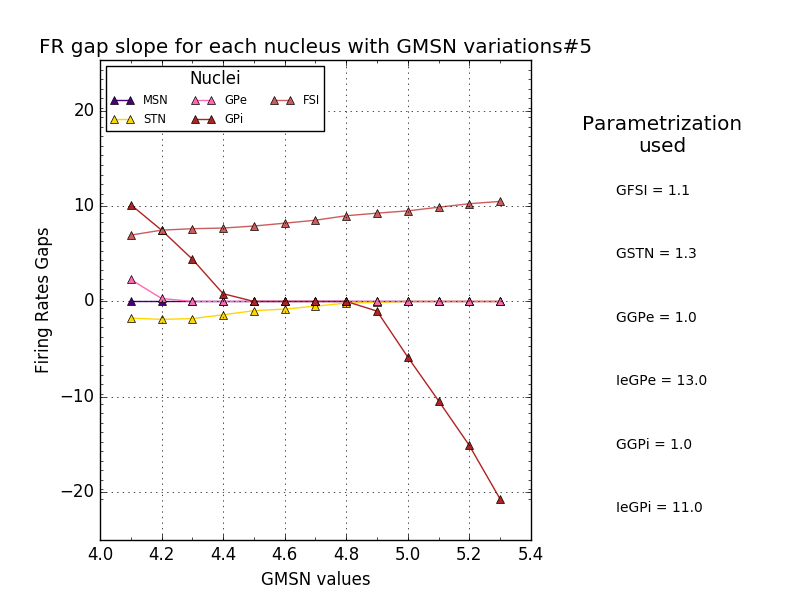 FR gap slope for each nucleus with GMSN variations#5
Nuclei
MSN GPe FSI
STN GPi
20
10
0
−10
−20
Firing Rates Gaps
4.0 4.2 4.4 4.6 4.8 5.0 5.2 5.4
GMSN values
Parametrization
used
GFSI = 1.1
GSTN = 1.3
GGPe = 1.0
IeGPe = 13.0
GGPi = 1.0
IeGPi = 11.0